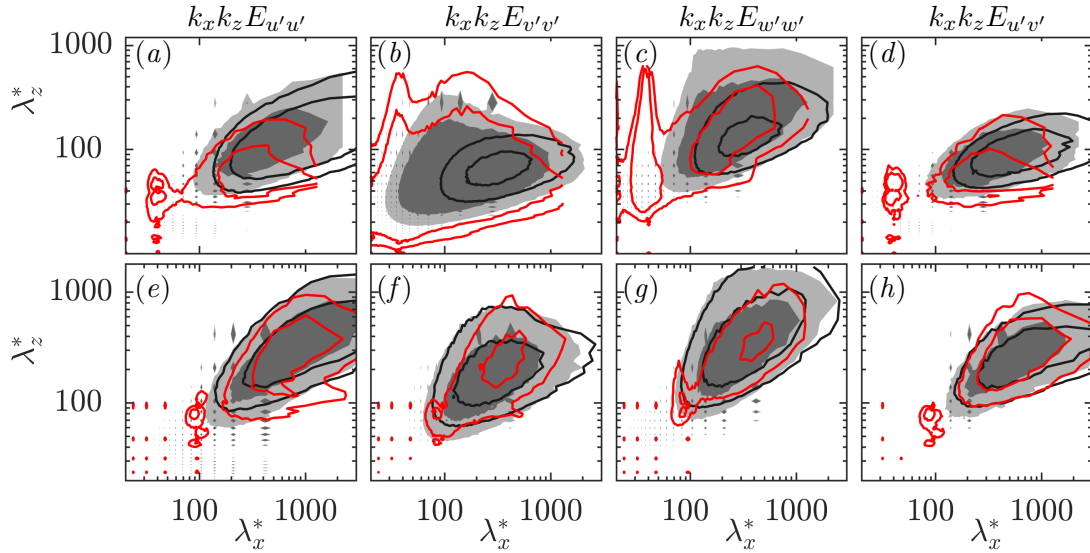 k_x k_z E_{u'u'} k_x k_z E_{v'v'} k_x k_z E_{w'w'} k_x k_z E_{u'v'}
1000 (a) (b) (c) (d)
λ_z^*
100
1000 (e) (f) (g) (h)
λ_z^*
100
100 1000 100 1000 100 1000 100 1000
λ_x^* λ_x^* λ_x^* λ_x^*